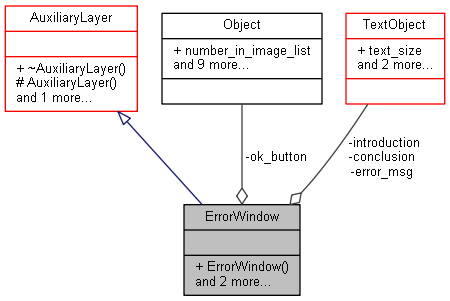 AuxiliaryLayer
+ ~AuxiliaryLayer()
# AuxiliaryLayer()
and 1 more...
Object
+ number_in_image_list
and 9 more...
TextObject
+ text_size
and 2 more...
-ok_button
-introduction
-conclusion
-error_msg
ErrorWindow
+ ErrorWindow()
and 2 more...